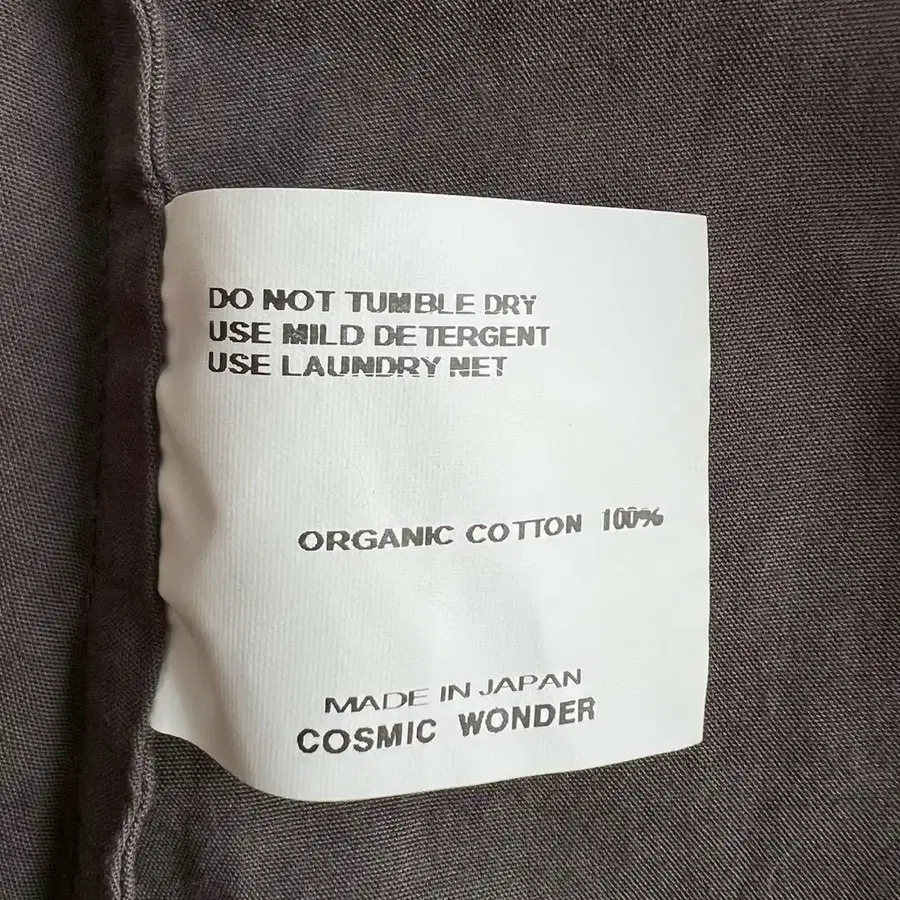 DO NOT TUMBLE DRY
USE MILD DETERGENT
USE LAUNDRY NET
ORGANIC COTTON 100%
MADE IN JAPAN
COSMIC WONDER